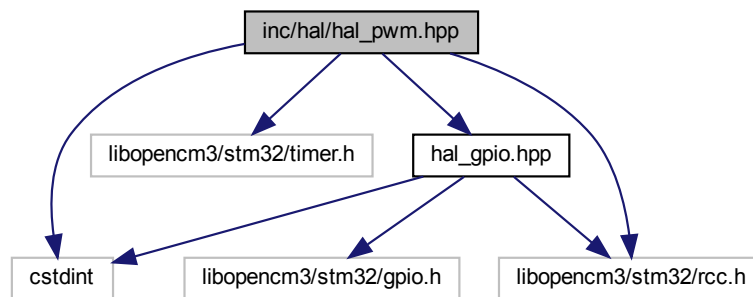 inc/hal/hal_pwm.hpp
libopencm3/stm32/timer.h
hal_gpio.hpp
cstdint
libopencm3/stm32/gpio.h
libopencm3/stm32/rcc.h